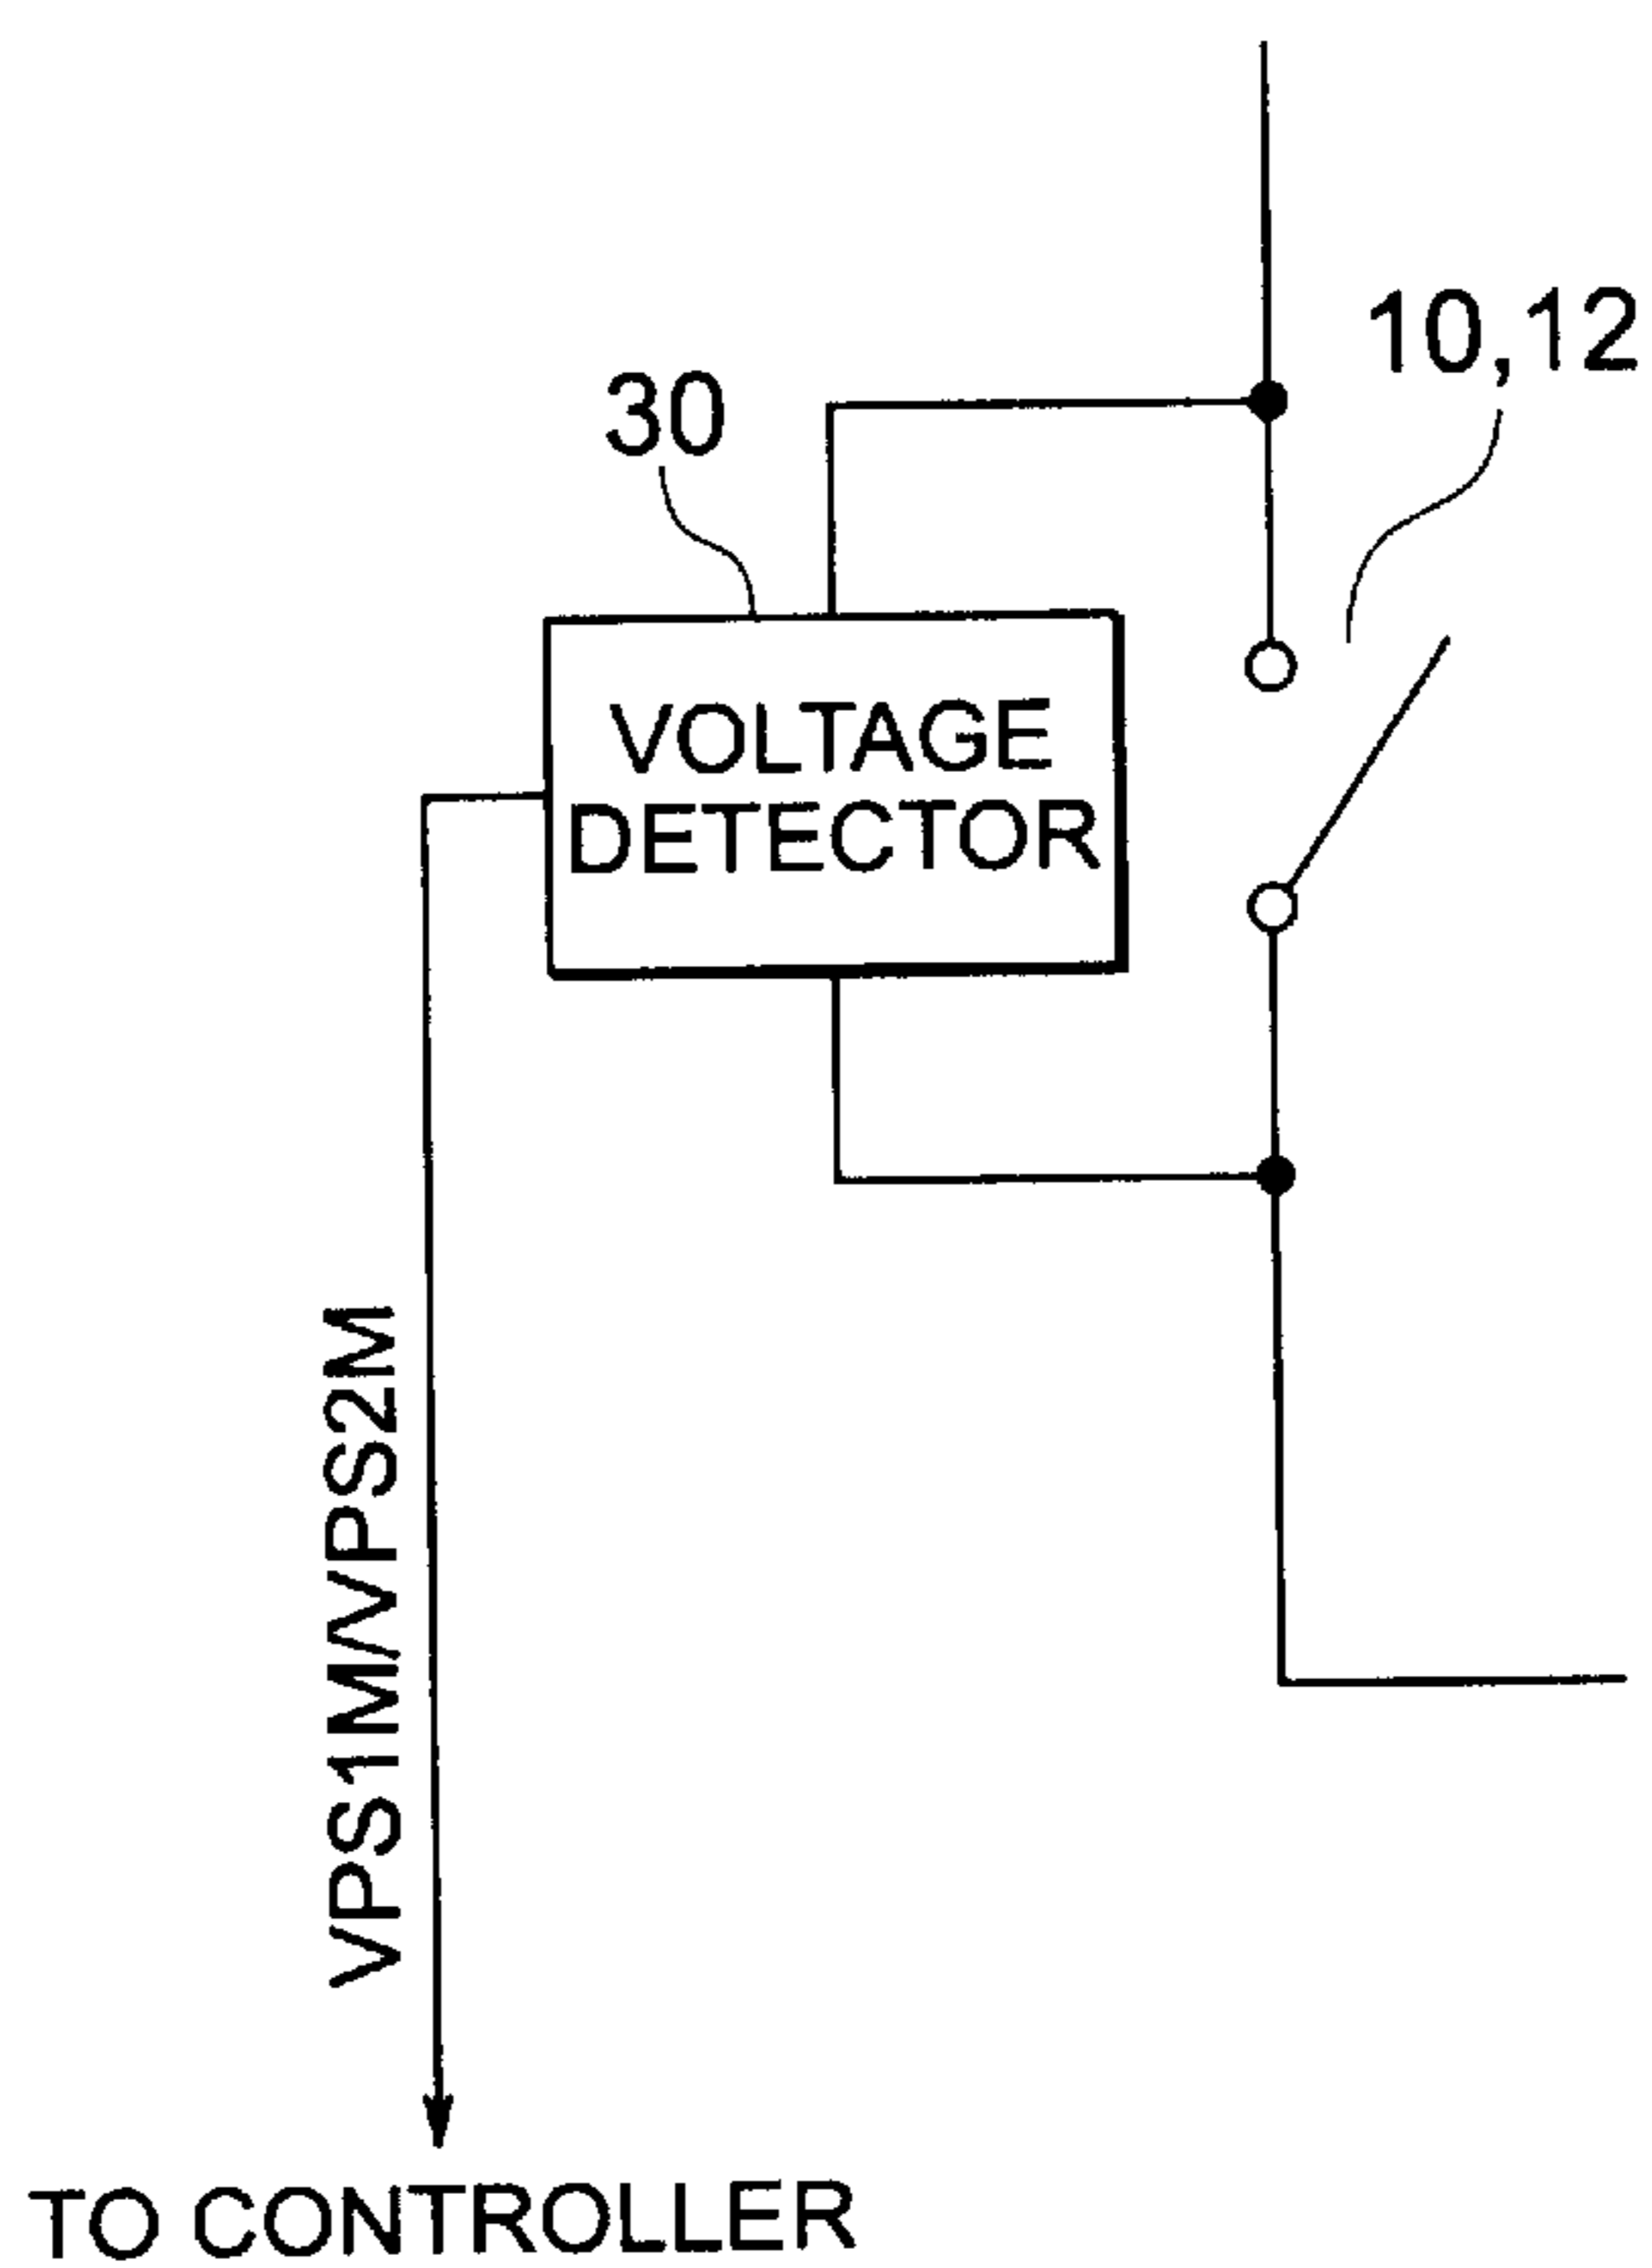 10,12
30
VOLTAGE
DETECTOR
VPS1M/VPS2M
TO CONTROLLER